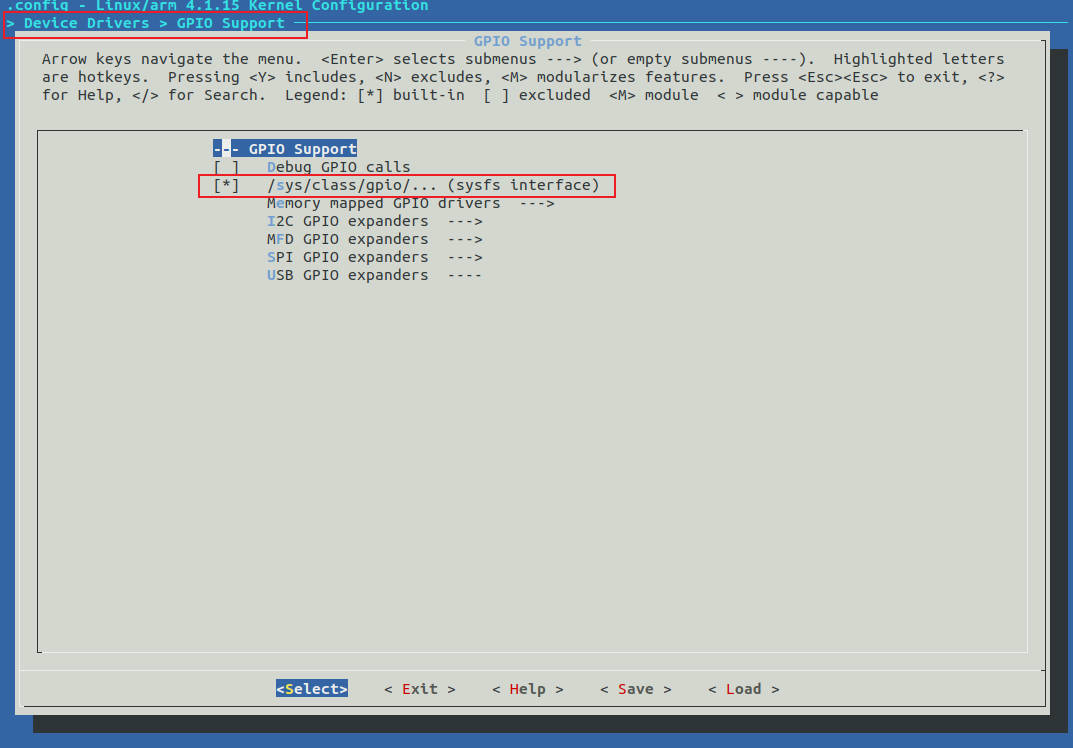 .config - Linux/arm 4.1.15 Kernel Configuration
> Device Drivers > GPIO Support
GPIO Support
Arrow keys navigate the menu.  <Enter> selects submenus ---> (or empty submenus ----).  Highlighted letters
are hotkeys.  Pressing <Y> includes, <N> excludes, <M> modularizes features.  Press <Esc><Esc> to exit, <?>
for Help, </> for Search.  Legend: [*] built-in  [ ] excluded  <M> module  < > module capable
--- GPIO Support
[ ]   Debug GPIO calls
[*]   /sys/class/gpio/... (sysfs interface)
Memory mapped GPIO drivers  --->
I2C GPIO expanders  --->
MFD GPIO expanders  --->
SPI GPIO expanders  --->
USB GPIO expanders  ----
<Select>    < Exit >    < Help >    < Save >    < Load >